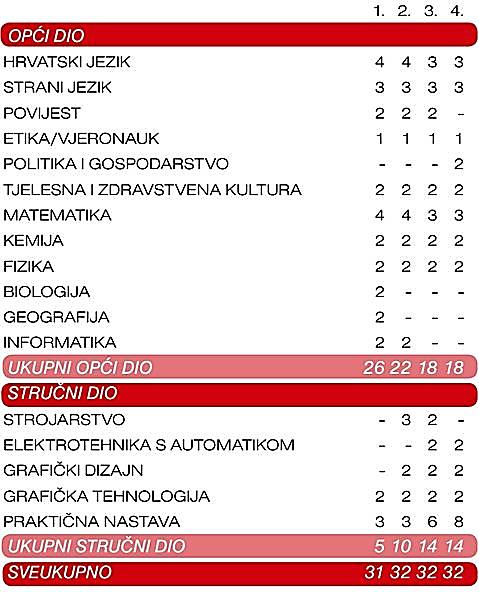 1. 2. 3. 4.
OPĆI DIO
HRVATSKI JEZIK 4 4 3 3
STRANI JEZIK 3 3 3 3
POVIJEST 2 2 2 -
ETIKA/VJERONAUK 1 1 1 1
POLITIKA I GOSPODARSTVO - - - 2
TJELESNA I ZDRAVSTVENA KULTURA 2 2 2 2
MATEMATIKA 4 4 3 3
KEMIJA 2 2 2 2
FIZIKA 2 2 2 2
BIOLOGIJA 2 - - -
GEOGRAFIJA 2 - - -
INFORMATIKA 2 2 - -
UKUPNI OPĆI DIO 26 22 18 18
STRUČNI DIO
STROJARSTVO - 3 2 -
ELEKTROTEHNIKA S AUTOMATIKOM - - 2 2
GRAFIČKI DIZAJN - 2 2 2
GRAFIČKA TEHNOLOGIJA 2 2 2 2
PRAKTIČNA NASTAVA 3 3 6 8
UKUPNI STRUČNI DIO 5 10 14 14
SVEUKUPNO 31 32 32 32